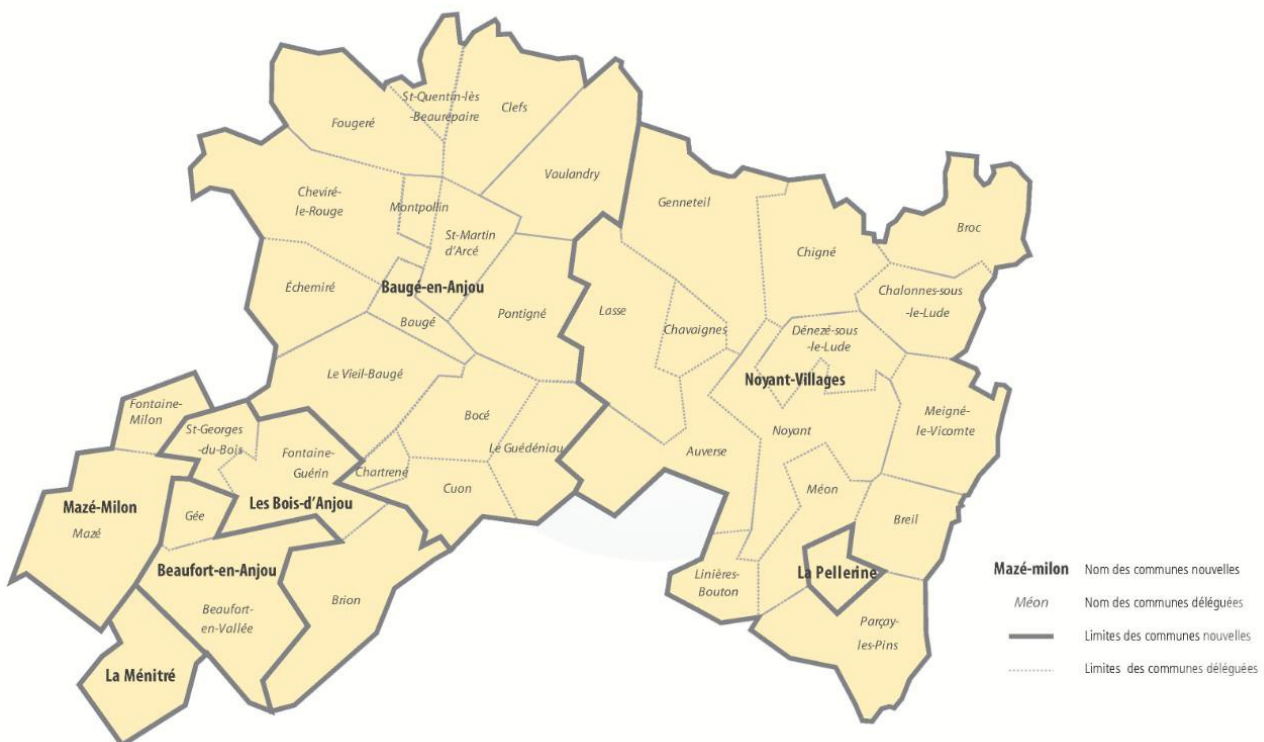 St-Quentin-lès
-Beaurepaire
Clefs
Fougeré
Vaulandry
Cheviré-
le-Rouge
Montpollin
St-Martin
d'Arcé
Genneteil
Broc
Chigné
Échemiré
Baugé-en-Anjou
Baugé
Pontigné
Lasse
Chavaignes
Chalonnes-sous
-le-Lude
Dénezé-sous
-le-Lude
Le Vieil-Baugé
Noyant-Villages
Fontaine-
Milon
St-Georges
-du-Bois
Bocé
Meigné-
le-Vicomte
Noyant
Fontaine-
Guérin
Le Guédéniau
Auverse
Chartrené
Cuon
Méon
Mazé-Milon
Mazé
Gée
Les Bois-d'Anjou
Breil
Beaufort-en-Anjou
Linières-
Bouton
La Pellerine
Brion
Beaufort-
en-Vallée
Parçay-
les-Pins
La Ménitré
Mazé-milon Nom des communes nouvelles
Méon Nom des communes déléguées
Limites des communes nouvelles
Limites des communes déléguées